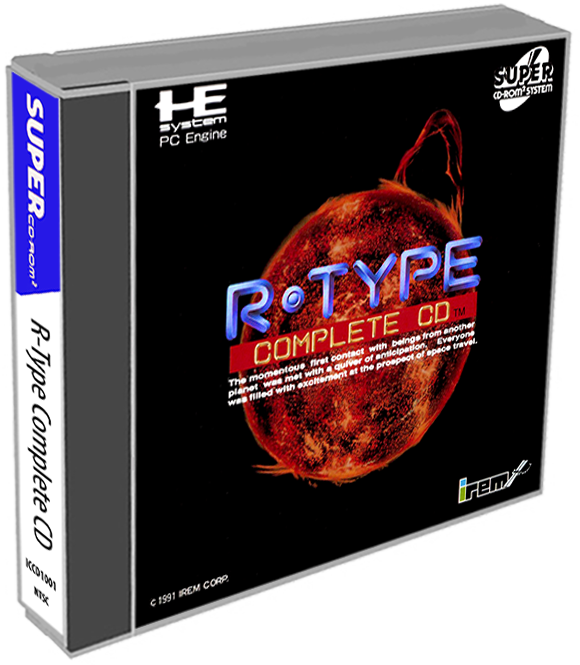 SUPER CD-ROM²
R-Type Complete CD
ICCD1001
NTSC
HE
system
PC Engine
SUPER
CD-ROM² SYSTEM
R•TYPE
COMPLETE CD™
The momentous first contact with beings from another
planet was met with a quiver of anticipation. Everyone
was filled with excitement at the prospect of space travel.
irem
© 1991 IREM CORP.